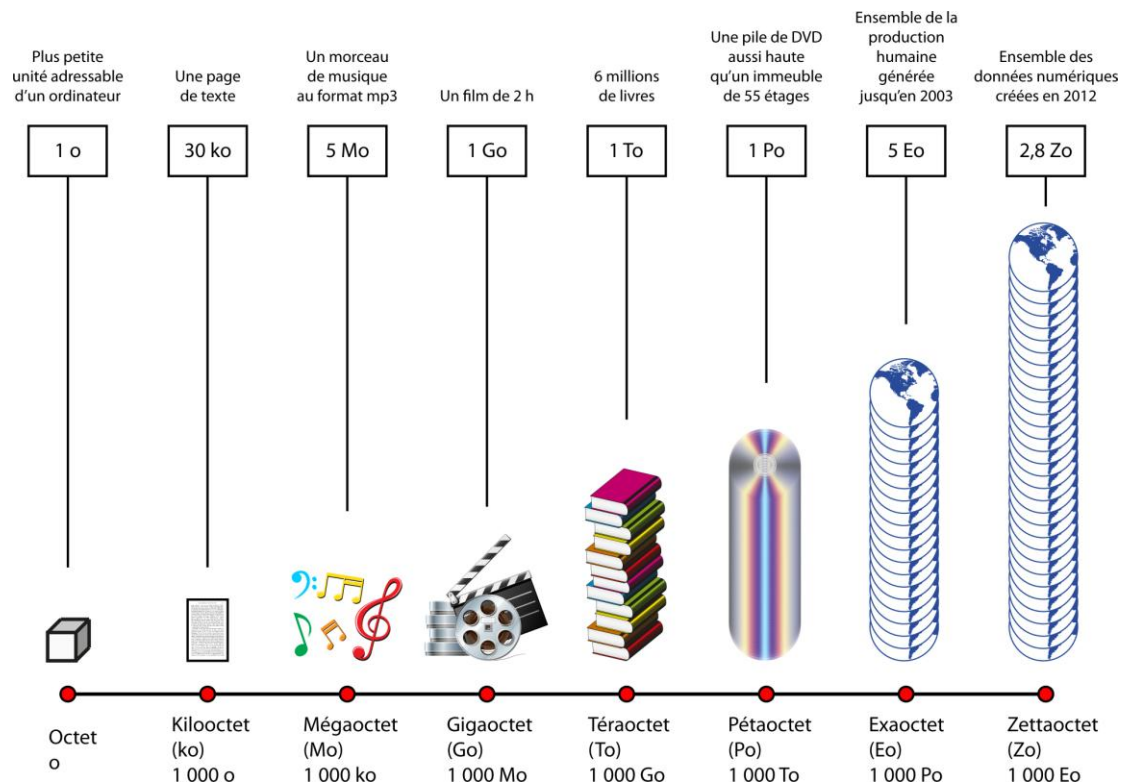 Plus petite
unité adressable
d'un ordinateur
1 o
Une page
de texte
30 ko
Un morceau
de musique
au format mp3
5 Mo
Un film de 2 h
1 Go
6 millions
de livres
1 To
Une pile de DVD
aussi haute
qu'un immeuble
de 55 étages
1 Po
Ensemble de la
production
humaine
générée
jusqu'en 2003
5 Eo
Ensemble des
données numériques
créées en 2012
2,8 Zo
Octet
o
Kilooctet
(ko)
1 000 o
Mégaoctet
(Mo)
1 000 ko
Gigaoctet
(Go)
1 000 Mo
Téraoctet
(To)
1 000 Go
Pétaoctet
(Po)
1 000 To
Exaoctet
(Eo)
1 000 Po
Zettaoctet
(Zo)
1 000 Eo